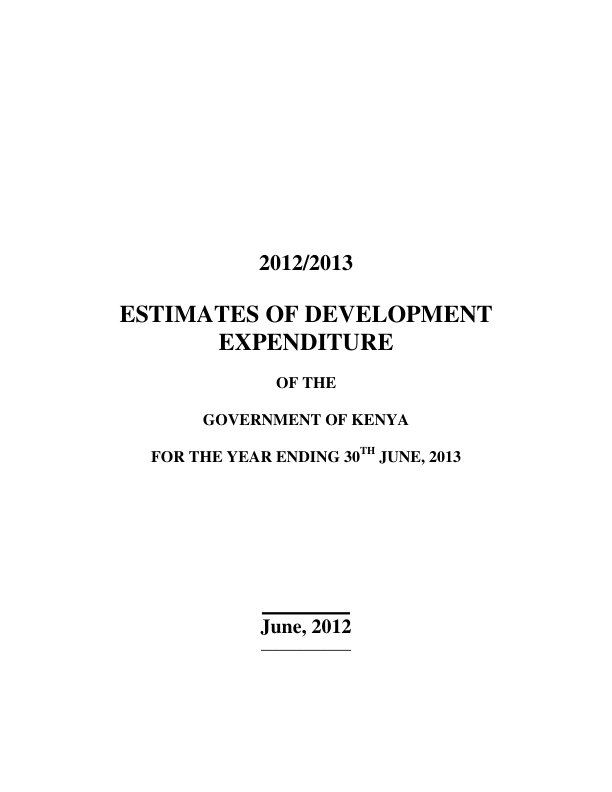 2012/2013
ESTIMATES OF DEVELOPMENT
EXPENDITURE
OF THE
GOVERNMENT OF KENYA
FOR THE YEAR ENDING 30TH JUNE, 2013
June, 2012